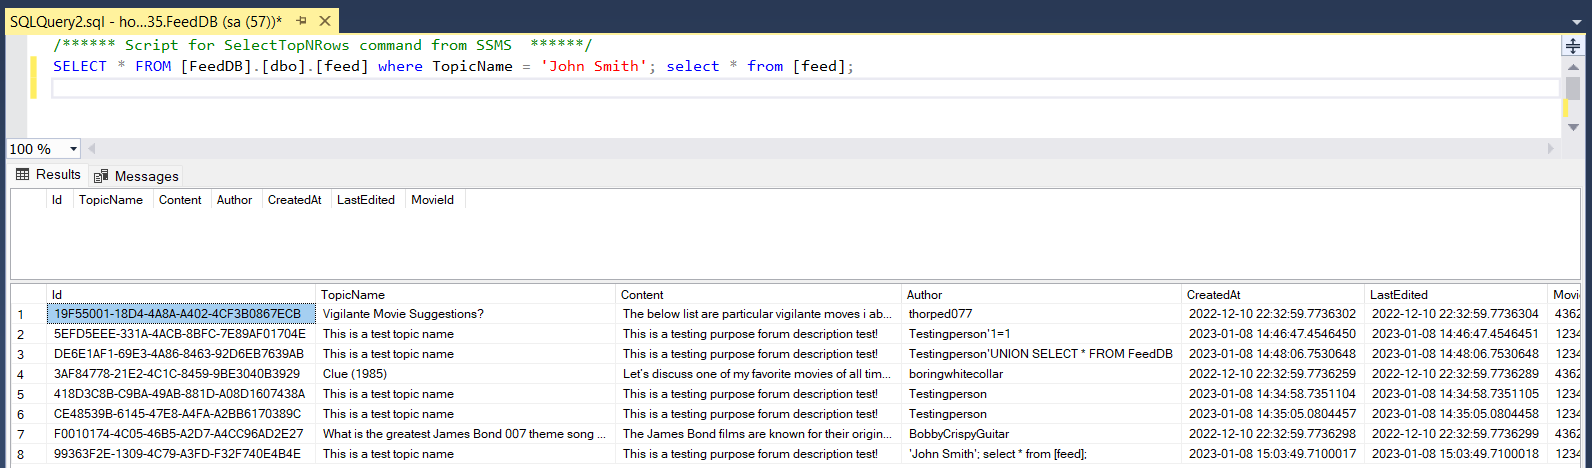 SQLQuery2.sql - ho...35.FeedDB (sa (57))*
/****** Script for SelectTopNRows command from SSMS  ******/
SELECT * FROM [FeedDB].[dbo].[feed] where TopicName = 'John Smith'; select * from [feed];
100 %
Results Messages
Id TopicName Content Author CreatedAt LastEdited MovieId
Id TopicName Content Author CreatedAt LastEdited Movi
1 19F55001-18D4-4A8A-A402-4CF3B0867ECB Vigilante Movie Suggestions? The below list are particular vigilante moves i ab... thorped077 2022-12-10 22:32:59.7736302 2022-12-10 22:32:59.7736304 4362
2 5EFD5EEE-331A-4ACB-8BFC-7E89AF01704E This is a test topic name This is a testing purpose forum description test! Testingperson'1=1 2023-01-08 14:46:47.4546450 2023-01-08 14:46:47.4546451 1234
3 DE6E1AF1-69E3-4A86-8463-92D6EB7639AB This is a test topic name This is a testing purpose forum description test! Testingperson'UNION SELECT * FROM FeedDB 2023-01-08 14:48:06.7530648 2023-01-08 14:48:06.7530648 1234
4 3AF84778-21E2-4C1C-8459-9BE3040B3929 Clue (1985) Let's discuss one of my favorite movies of all tim... boringwhitecollar 2022-12-10 22:32:59.7736259 2022-12-10 22:32:59.7736289 4362
5 418D3C8B-C9BA-49AB-881D-A08D1607438A This is a test topic name This is a testing purpose forum description test! Testingperson 2023-01-08 14:34:58.7351104 2023-01-08 14:34:58.7351105 1234
6 CE48539B-6145-47E8-A4FA-A2BB6170389C This is a test topic name This is a testing purpose forum description test! Testingperson 2023-01-08 14:35:05.0804457 2023-01-08 14:35:05.0804458 1234
7 F0010174-4C05-46B5-A2D7-A4CC96AD2E27 What is the greatest James Bond 007 theme song ... The James Bond films are known for their origin... BobbyCrispyGuitar 2022-12-10 22:32:59.7736298 2022-12-10 22:32:59.7736299 4362
8 99363F2E-1309-4C79-A3FD-F32F740E4B4E This is a test topic name This is a testing purpose forum description test! 'John Smith'; select * from [feed]; 2023-01-08 15:03:49.7100017 2023-01-08 15:03:49.7100018 1234